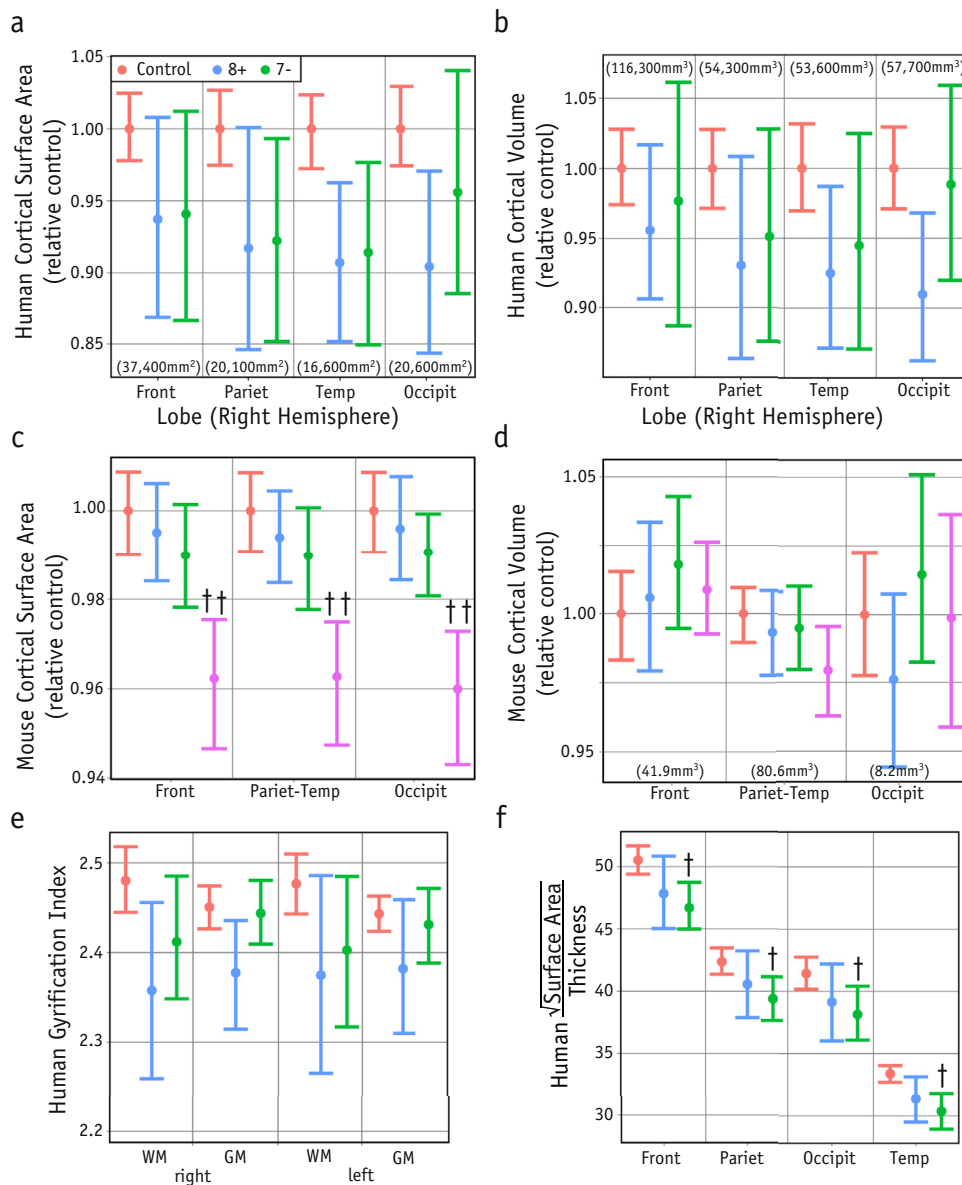 a
Human Cortical Surface Area
(relative control)
1.05
1.00
0.95
0.90
0.85
Control 8+ 7-
(37,400mm²) (20,100mm²) (16,600mm²) (20,600mm²)
Front Pariet Temp Occipit
Lobe (Right Hemisphere)
b
Human Cortical Volume
(relative control)
1.05
1.00
0.95
0.90
(116,300mm³) (54,300mm³) (53,600mm³) (57,700mm³)
Front Pariet Temp Occipit
Lobe (Right Hemisphere)
c
Mouse Cortical Surface Area
(relative control)
1.00
0.98
0.96
0.94
†† †† ††
Front Pariet-Temp Occipit
d
Mouse Cortical Volume
(relative control)
1.05
1.00
0.95
(41.9mm³) (80.6mm³) (8.2mm³)
Front Pariet-Temp Occipit
e
Human Gyrification Index
2.5
2.4
2.3
2.2
WM GM WM GM
right left
f
Human √Surface Area
Thickness
50
45
40
35
30
† † † †
Front Pariet Occipit Temp